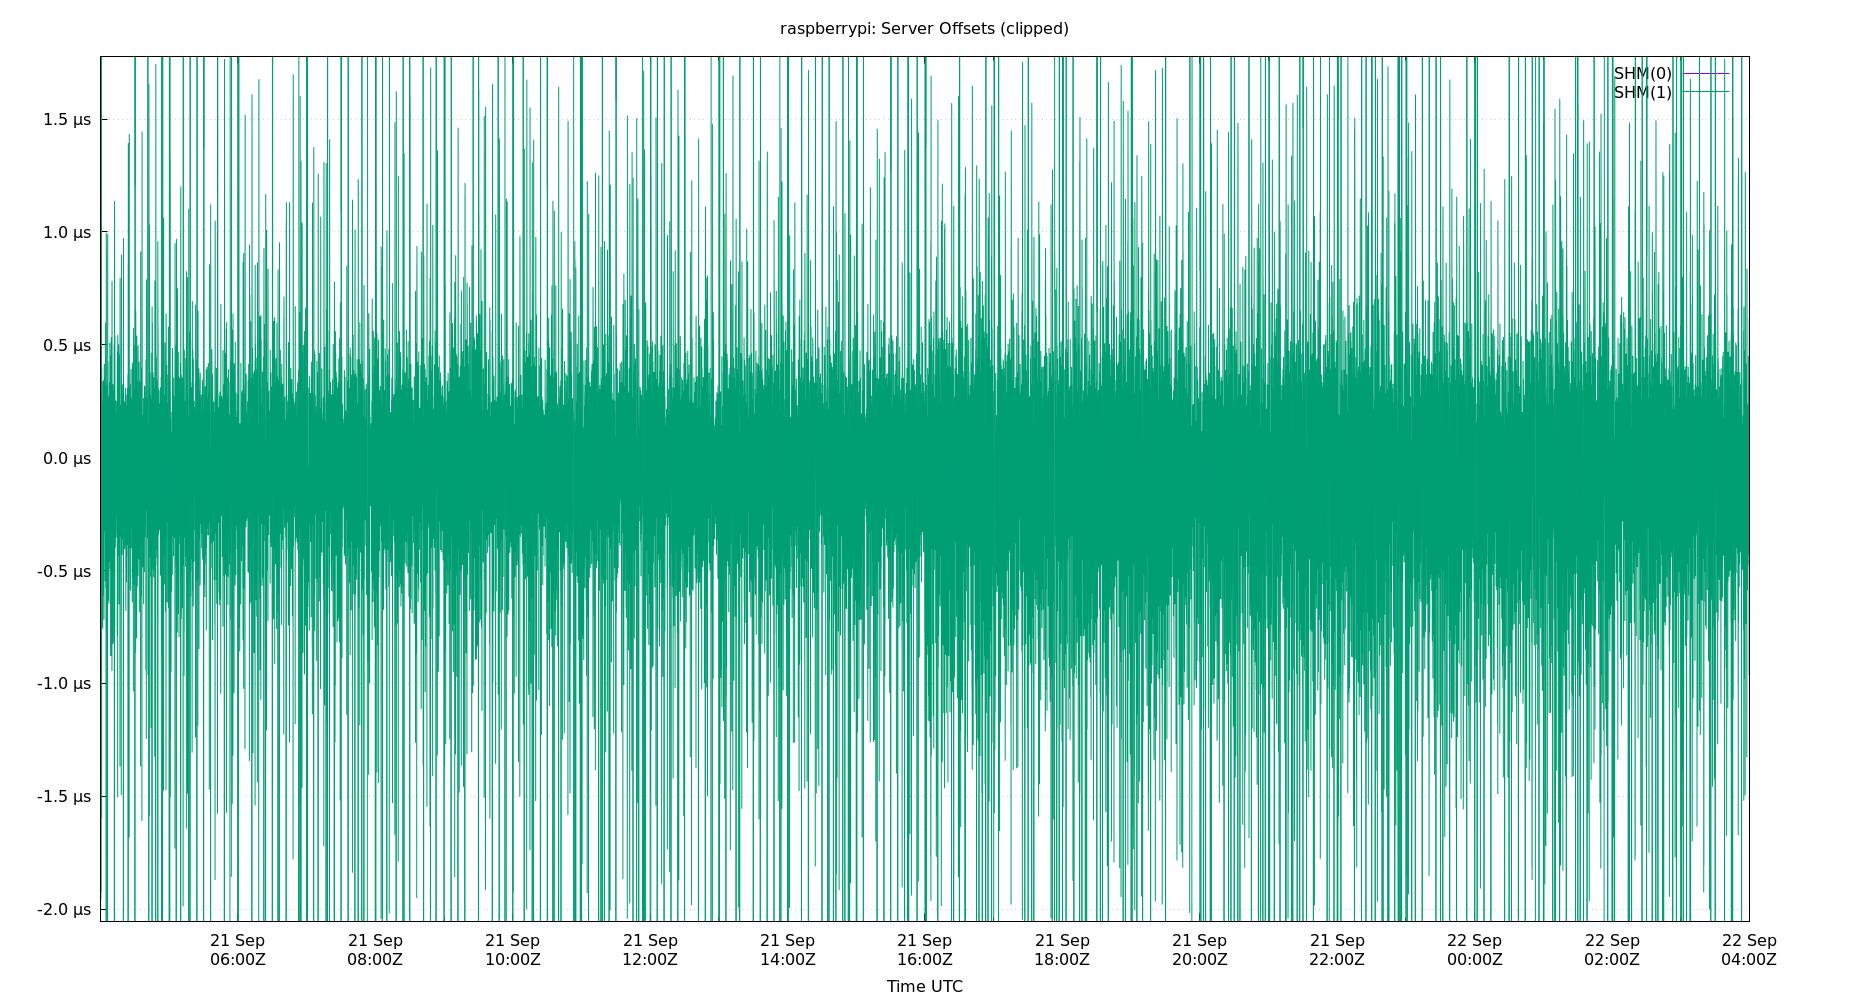 raspberrypi: Server Offsets (clipped)
SHM(0)
SHM(1)
1.5 µs
1.0 µs
0.5 µs
0.0 µs
-0.5 µs
-1.0 µs
-1.5 µs
-2.0 µs
21 Sep 21 Sep 21 Sep 21 Sep 21 Sep 21 Sep 21 Sep 21 Sep 21 Sep 22 Sep 22 Sep 22 Sep
06:00Z 08:00Z 10:00Z 12:00Z 14:00Z 16:00Z 18:00Z 20:00Z 22:00Z 00:00Z 02:00Z 04:00Z
Time UTC